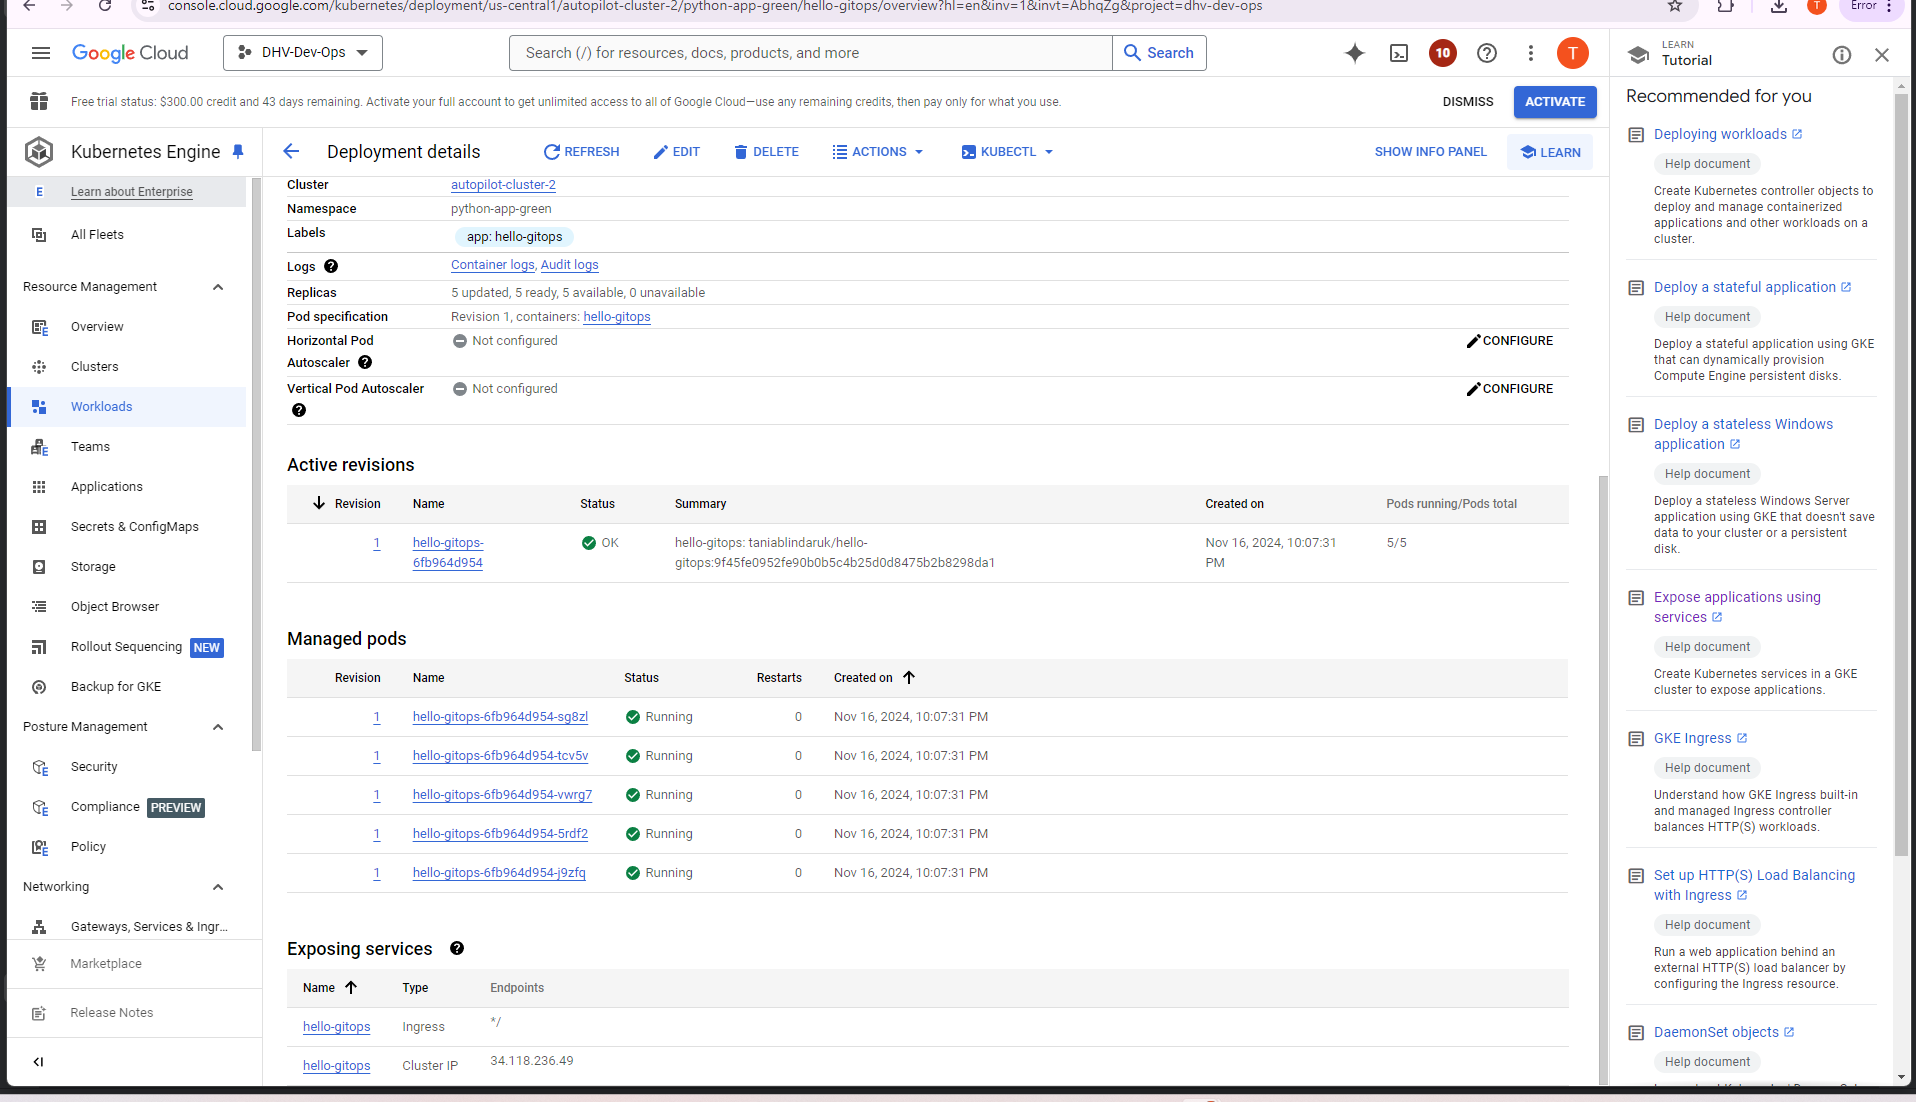 console.cloud.google.com/kubernetes/deployment/us-central1/autopilot-cluster-2/python-app-green/hello-gitops/overview?hl=en&inv=1&invt=AbhqZg&project=dhv-dev-ops
T
Error
Google Cloud
DHV-Dev-Ops
Search (/) for resources, docs, products, and more
Search
10
T
LEARN
Tutorial
Free trial status: $300.00 credit and 43 days remaining. Activate your full account to get unlimited access to all of Google Cloud—use any remaining credits, then pay only for what you use.
DISMISS
ACTIVATE
Kubernetes Engine
Deployment details
REFRESH
EDIT
DELETE
ACTIONS
KUBECTL
SHOW INFO PANEL
LEARN
E Learn about Enterprise
All Fleets
Resource Management
Overview
Clusters
Workloads
Teams
Applications
Secrets & ConfigMaps
Storage
Object Browser
Rollout Sequencing NEW
Backup for GKE
Posture Management
Security
Compliance PREVIEW
Policy
Networking
Gateways, Services & Ingr...
Marketplace
Release Notes
Cluster autopilot-cluster-2
Namespace python-app-green
Labels app: hello-gitops
Logs Container logs, Audit logs
Replicas 5 updated, 5 ready, 5 available, 0 unavailable
Pod specification Revision 1, containers: hello-gitops
Horizontal Pod Not configured CONFIGURE
Autoscaler
Vertical Pod Autoscaler Not configured CONFIGURE
Active revisions
Revision Name Status Summary Created on Pods running/Pods total
1 hello-gitops- OK hello-gitops: taniablindaruk/hello- Nov 16, 2024, 10:07:31 5/5
6fb964d954 gitops:9f45fe0952fe90b0b5c4b25d0d8475b2b8298da1 PM
Managed pods
Revision Name Status Restarts Created on
1 hello-gitops-6fb964d954-sg8zl Running 0 Nov 16, 2024, 10:07:31 PM
1 hello-gitops-6fb964d954-tcv5v Running 0 Nov 16, 2024, 10:07:31 PM
1 hello-gitops-6fb964d954-vwrg7 Running 0 Nov 16, 2024, 10:07:31 PM
1 hello-gitops-6fb964d954-5rdf2 Running 0 Nov 16, 2024, 10:07:31 PM
1 hello-gitops-6fb964d954-j9zfq Running 0 Nov 16, 2024, 10:07:31 PM
Exposing services
Name Type Endpoints
hello-gitops Ingress */
hello-gitops Cluster IP 34.118.236.49
Recommended for you
Deploying workloads
Help document
Create Kubernetes controller objects to
deploy and manage containerized
applications and other workloads on a
cluster.
Deploy a stateful application
Help document
Deploy a stateful application using GKE
that can dynamically provision
Compute Engine persistent disks.
Deploy a stateless Windows
application
Help document
Deploy a stateless Windows Server
application using GKE that doesn't save
data to your cluster or a persistent
disk.
Expose applications using
services
Help document
Create Kubernetes services in a GKE
cluster to expose applications.
GKE Ingress
Help document
Understand how GKE Ingress built-in
and managed Ingress controller
balances HTTP(S) workloads.
Set up HTTP(S) Load Balancing
with Ingress
Help document
Run a web application behind an
external HTTP(S) load balancer by
configuring the Ingress resource.
DaemonSet objects
Help document